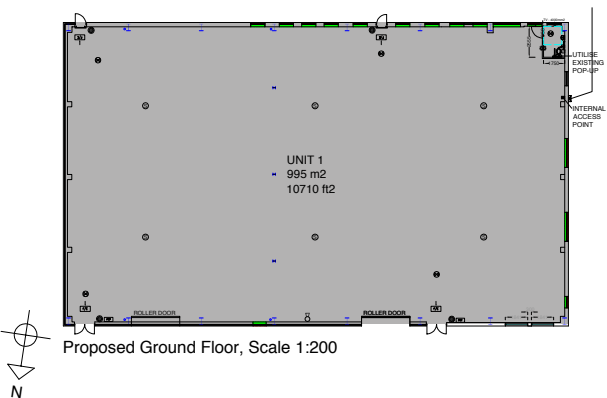 UTILISE
EXISTING
POP-UP
1750
INTERNAL
ACCESS
POINT
UNIT 1
995 m2
10710 ft2
ROLLER DOOR
ROLLER DOOR
Proposed Ground Floor, Scale 1:200
N